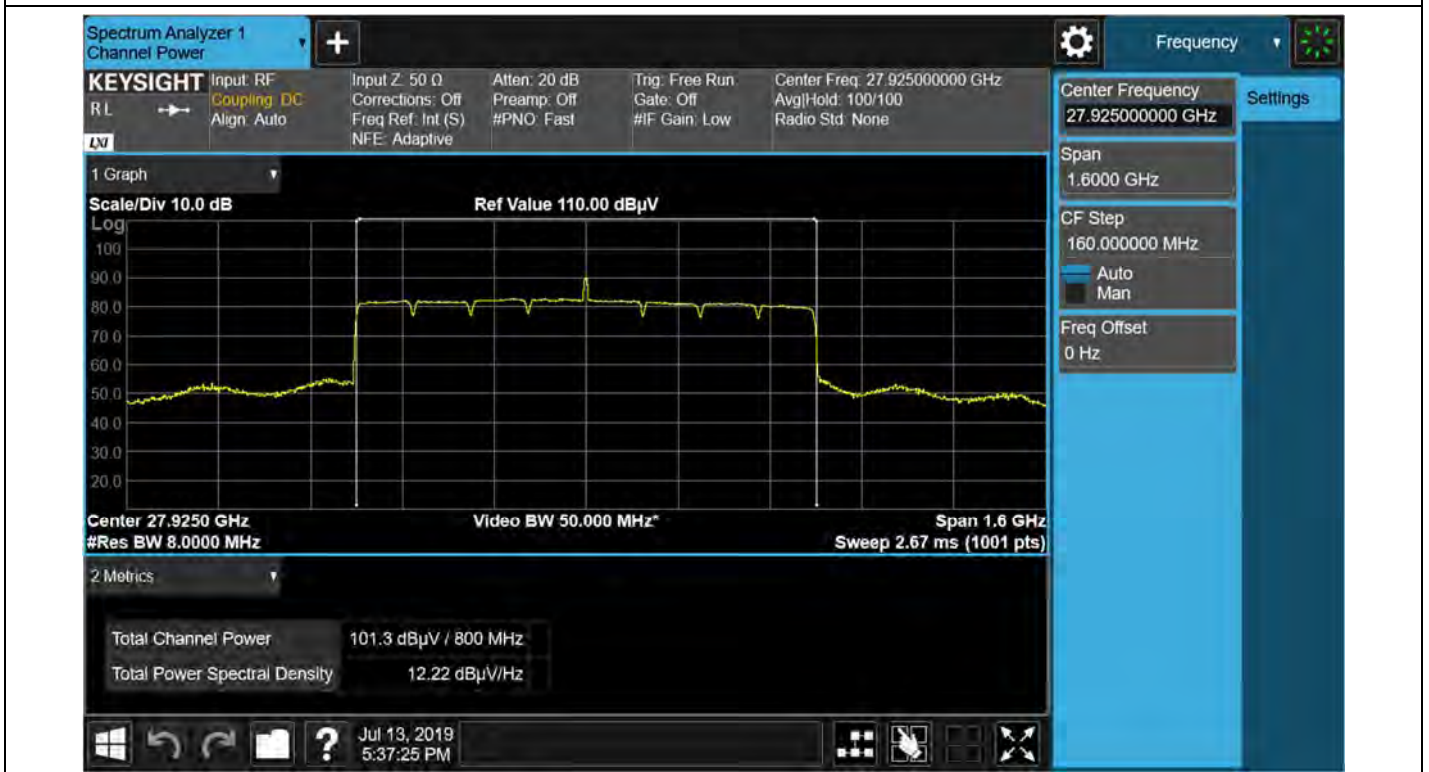 Spectrum Analyzer 1
Channel Power
+
Frequency
KEYSIGHT
R L
LXI
Input: RF
Coupling: DC
Align: Auto
Input Z: 50 Ω
Corrections: Off
Freq Ref: Int (S)
NFE: Adaptive
Atten: 20 dB
Preamp: Off
#PNO: Fast
Trig: Free Run
Gate: Off
#IF Gain: Low
Center Freq: 27.925000000 GHz
Avg|Hold: 100/100
Radio Std: None
Center Frequency
27.925000000 GHz
Settings
Span
1.6000 GHz
CF Step
160.000000 MHz
Auto
Man
Freq Offset
0 Hz
1 Graph
Scale/Div 10.0 dB
Ref Value 110.00 dBµV
Log
100
90.0
80.0
70.0
60.0
50.0
40.0
30.0
20.0
Center 27.9250 GHz
Video BW 50.000 MHz*
Span 1.6 GHz
#Res BW 8.0000 MHz
Sweep 2.67 ms (1001 pts)
2 Metrics
Total Channel Power 101.3 dBµV / 800 MHz
Total Power Spectral Density 12.22 dBµV/Hz
?
Jul 13, 2019
5:37:25 PM